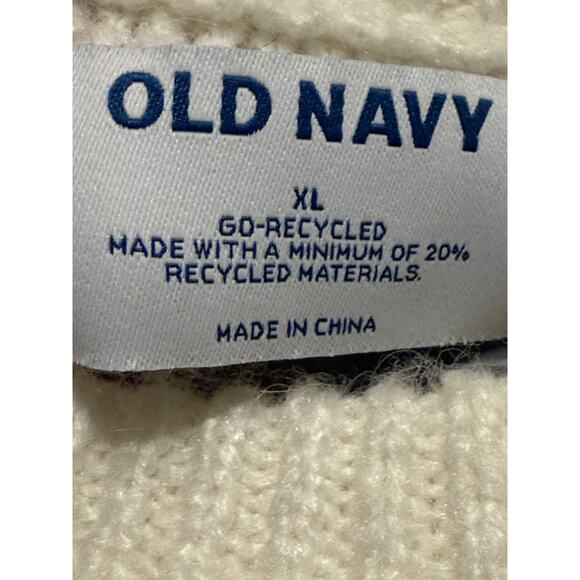 OLD NAVY
XL
GO-RECYCLED
MADE WITH A MINIMUM OF 20%
RECYCLED MATERIALS.
MADE IN CHINA